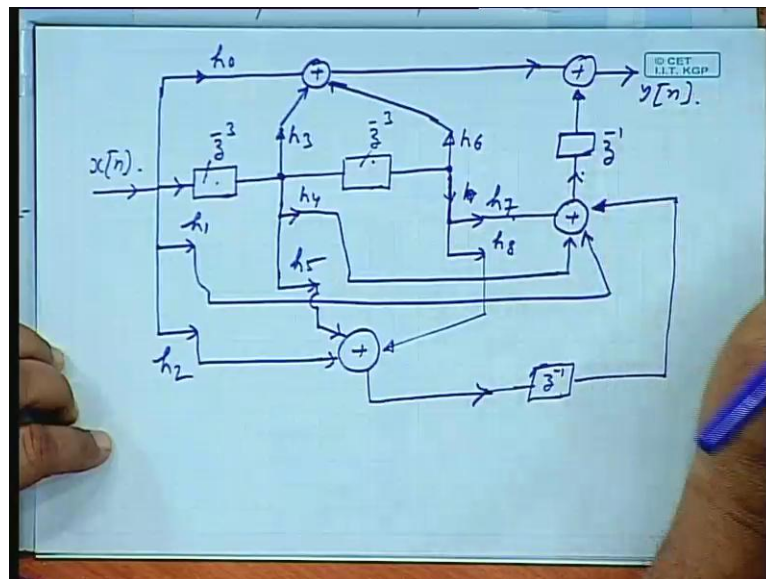 h0
© CET
I.I.T. KGP
y[n].
z^-3
h3
z^-3
h6
z^-1
x[n].
h4
h7
h1
h5
h8
h2
z^-1